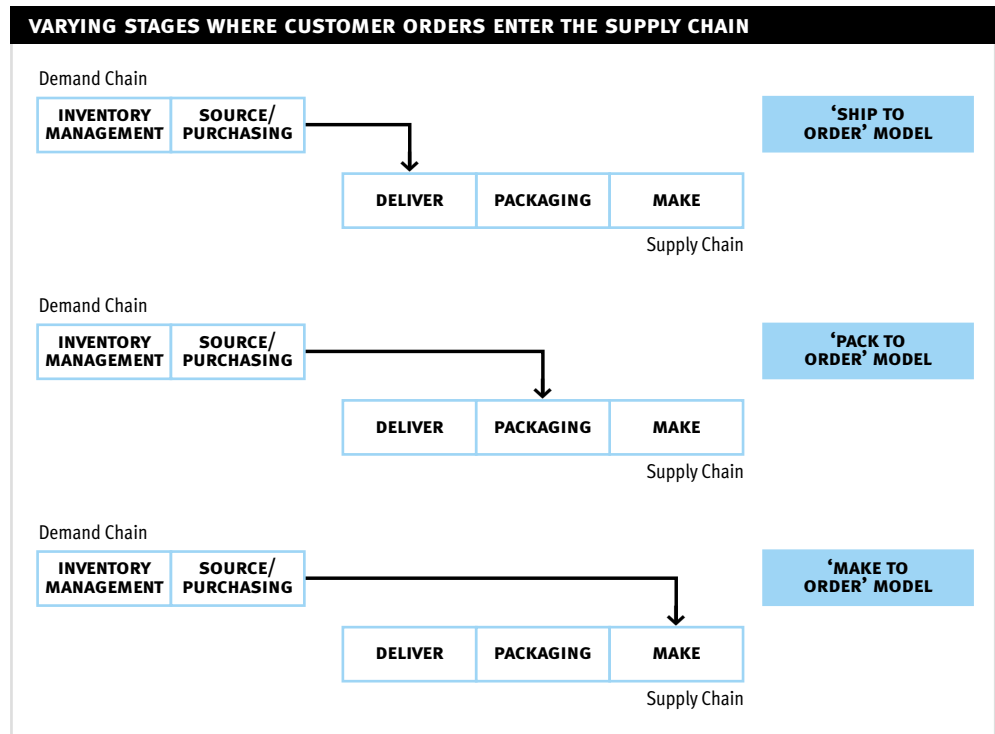 VARYING STAGES WHERE CUSTOMER ORDERS ENTER THE SUPPLY CHAIN
Demand Chain
INVENTORY
MANAGEMENT
SOURCE/
PURCHASING
‘SHIP TO
ORDER’ MODEL
DELIVER
PACKAGING
MAKE
Supply Chain
Demand Chain
INVENTORY
MANAGEMENT
SOURCE/
PURCHASING
‘PACK TO
ORDER’ MODEL
DELIVER
PACKAGING
MAKE
Supply Chain
Demand Chain
INVENTORY
MANAGEMENT
SOURCE/
PURCHASING
‘MAKE TO
ORDER’ MODEL
DELIVER
PACKAGING
MAKE
Supply Chain